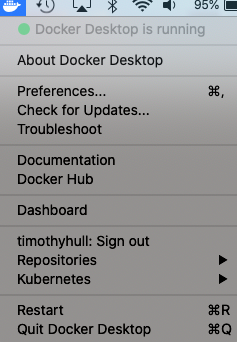 95%
Docker Desktop is running
About Docker Desktop
Preferences... ⌘,
Check for Updates...
Troubleshoot
Documentation
Docker Hub
Dashboard
timothyhull: Sign out
Repositories
Kubernetes
Restart ⌘R
Quit Docker Desktop ⌘Q